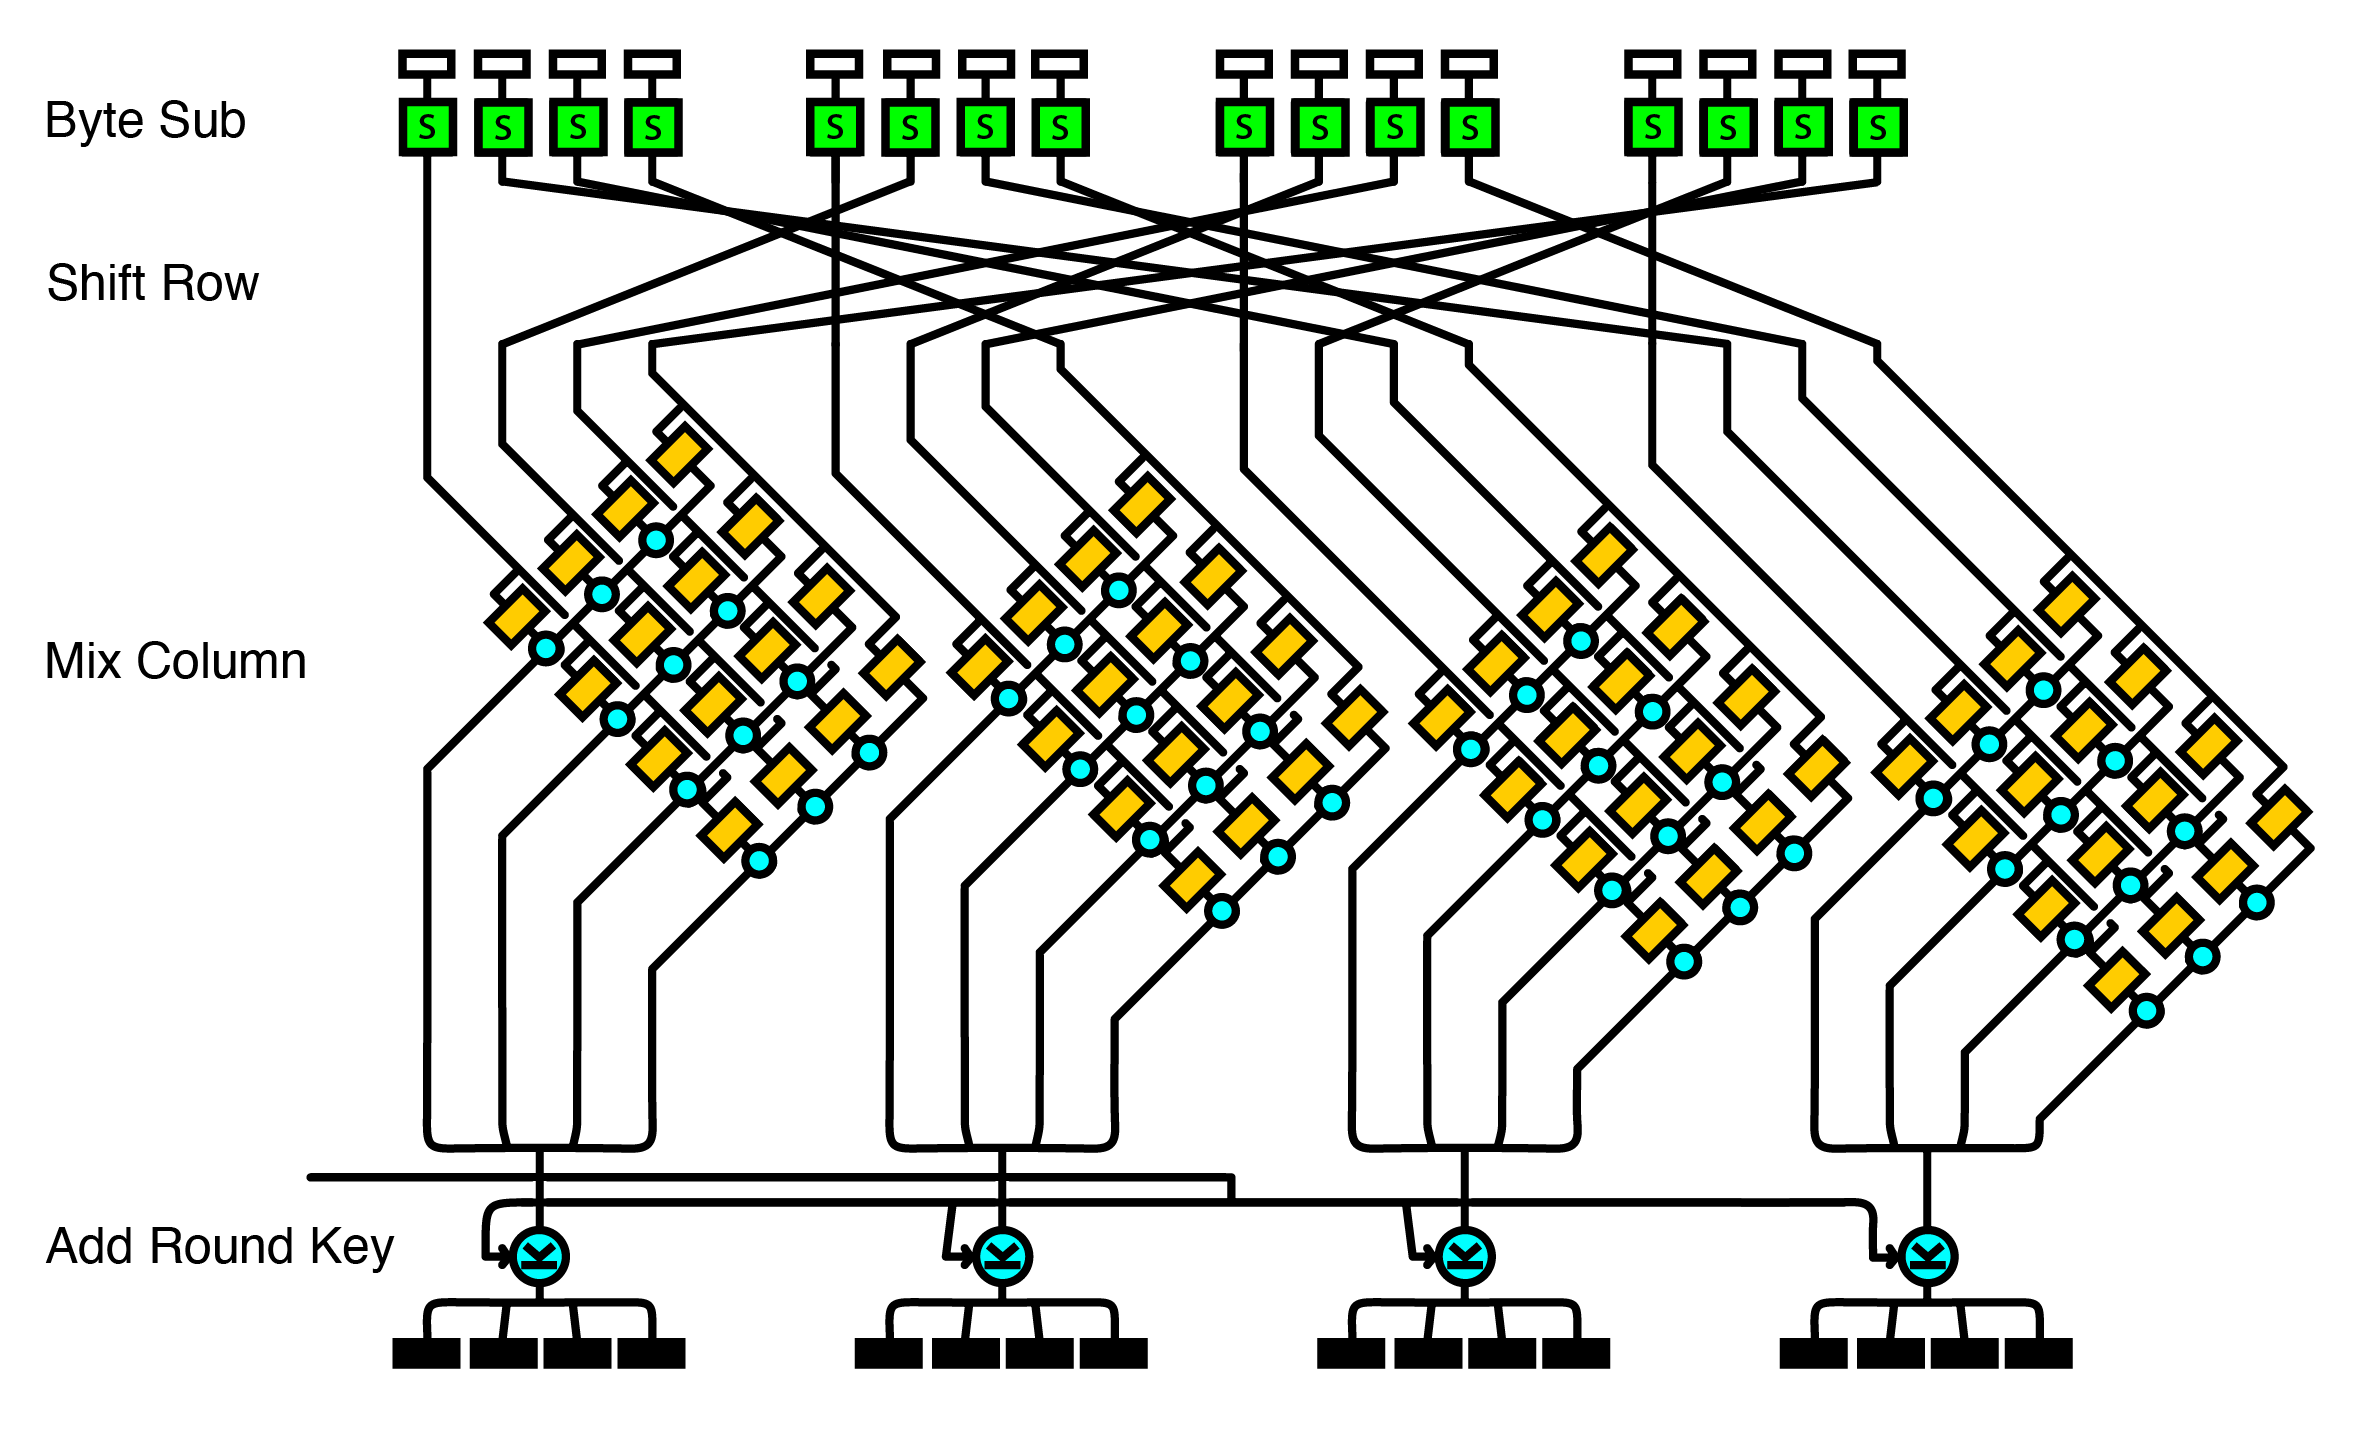 Byte Sub
S S S S S S S S S S S S S S S S
Shift Row
Mix Column
Add Round Key
K K K K